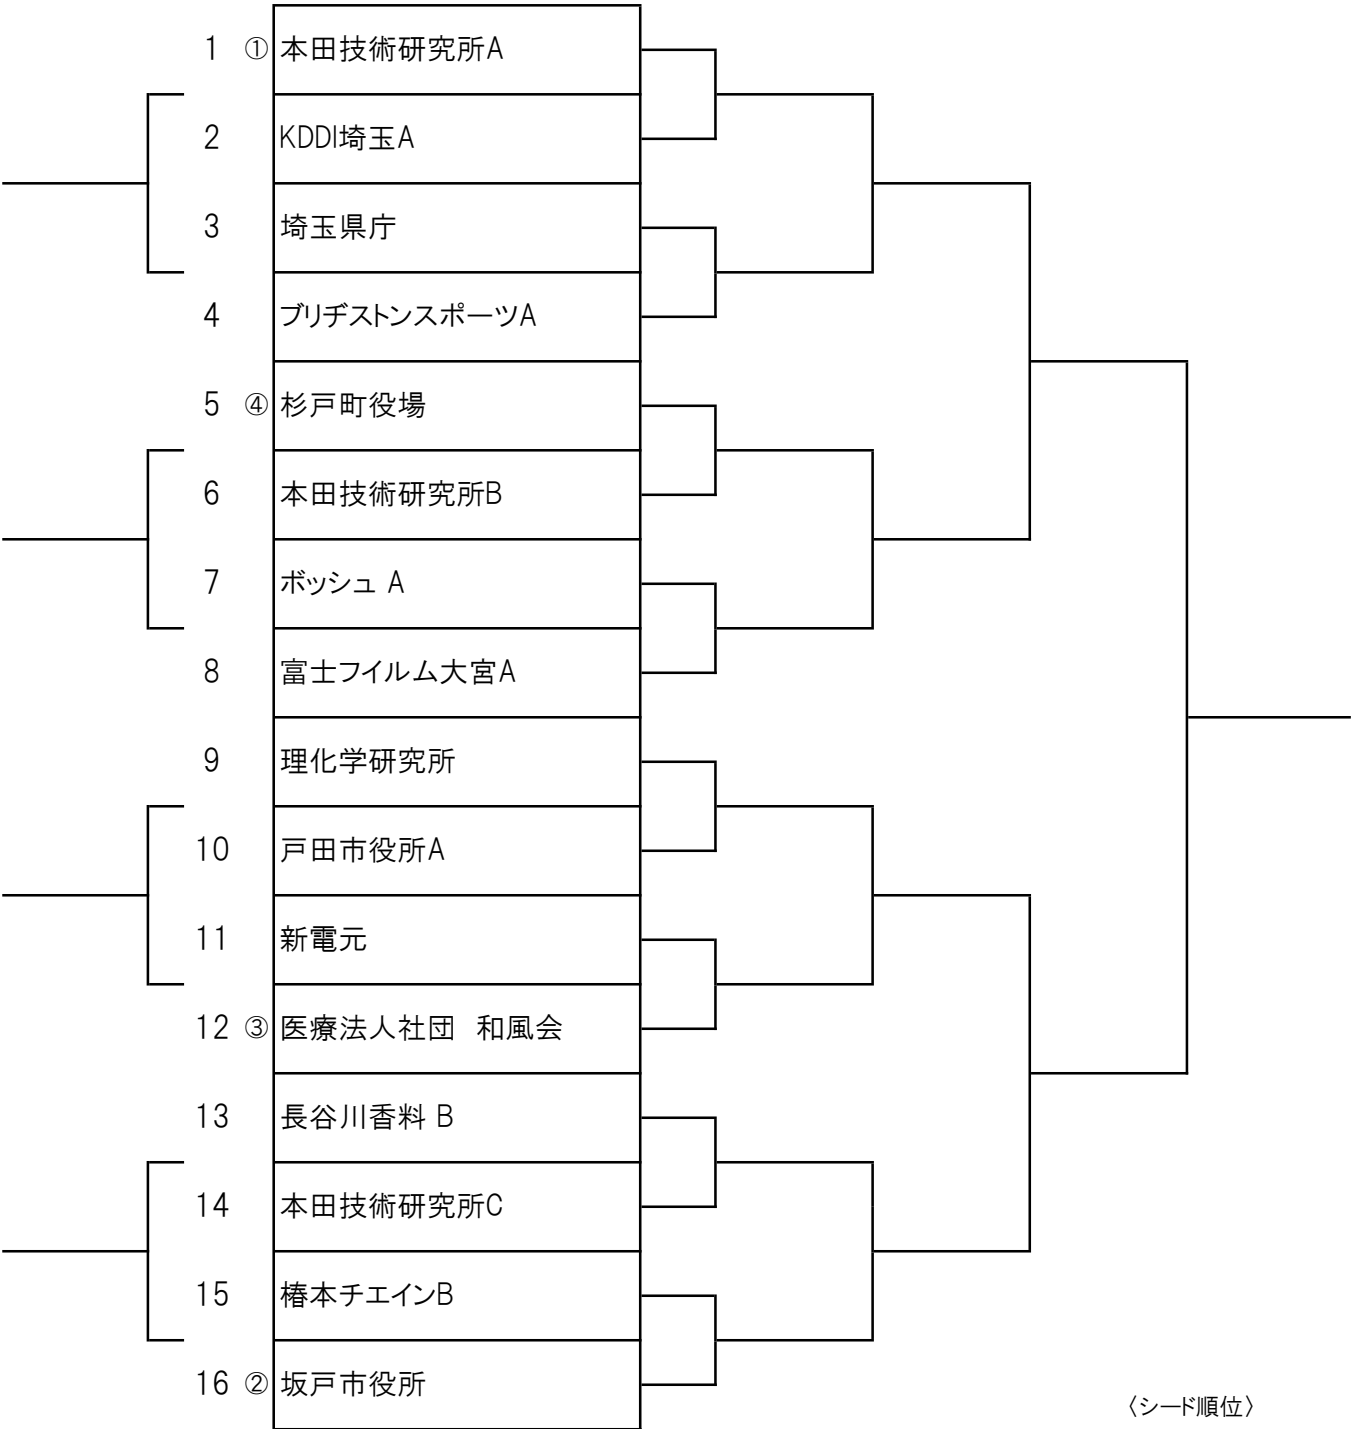 1 ① 本田技術研究所A
2 KDDI埼玉A
3 埼玉県庁
4 ブリヂストンスポーツA
5 ④ 杉戸町役場
6 本田技術研究所B
7 ボッシュ A
8 富士フイルム大宮A
9 理化学研究所
10 戸田市役所A
11 新電元
12 ③ 医療法人社団　和風会
13 長谷川香料 B
14 本田技術研究所C
15 椿本チエインB
16 ② 坂戸市役所
〈シード順位〉